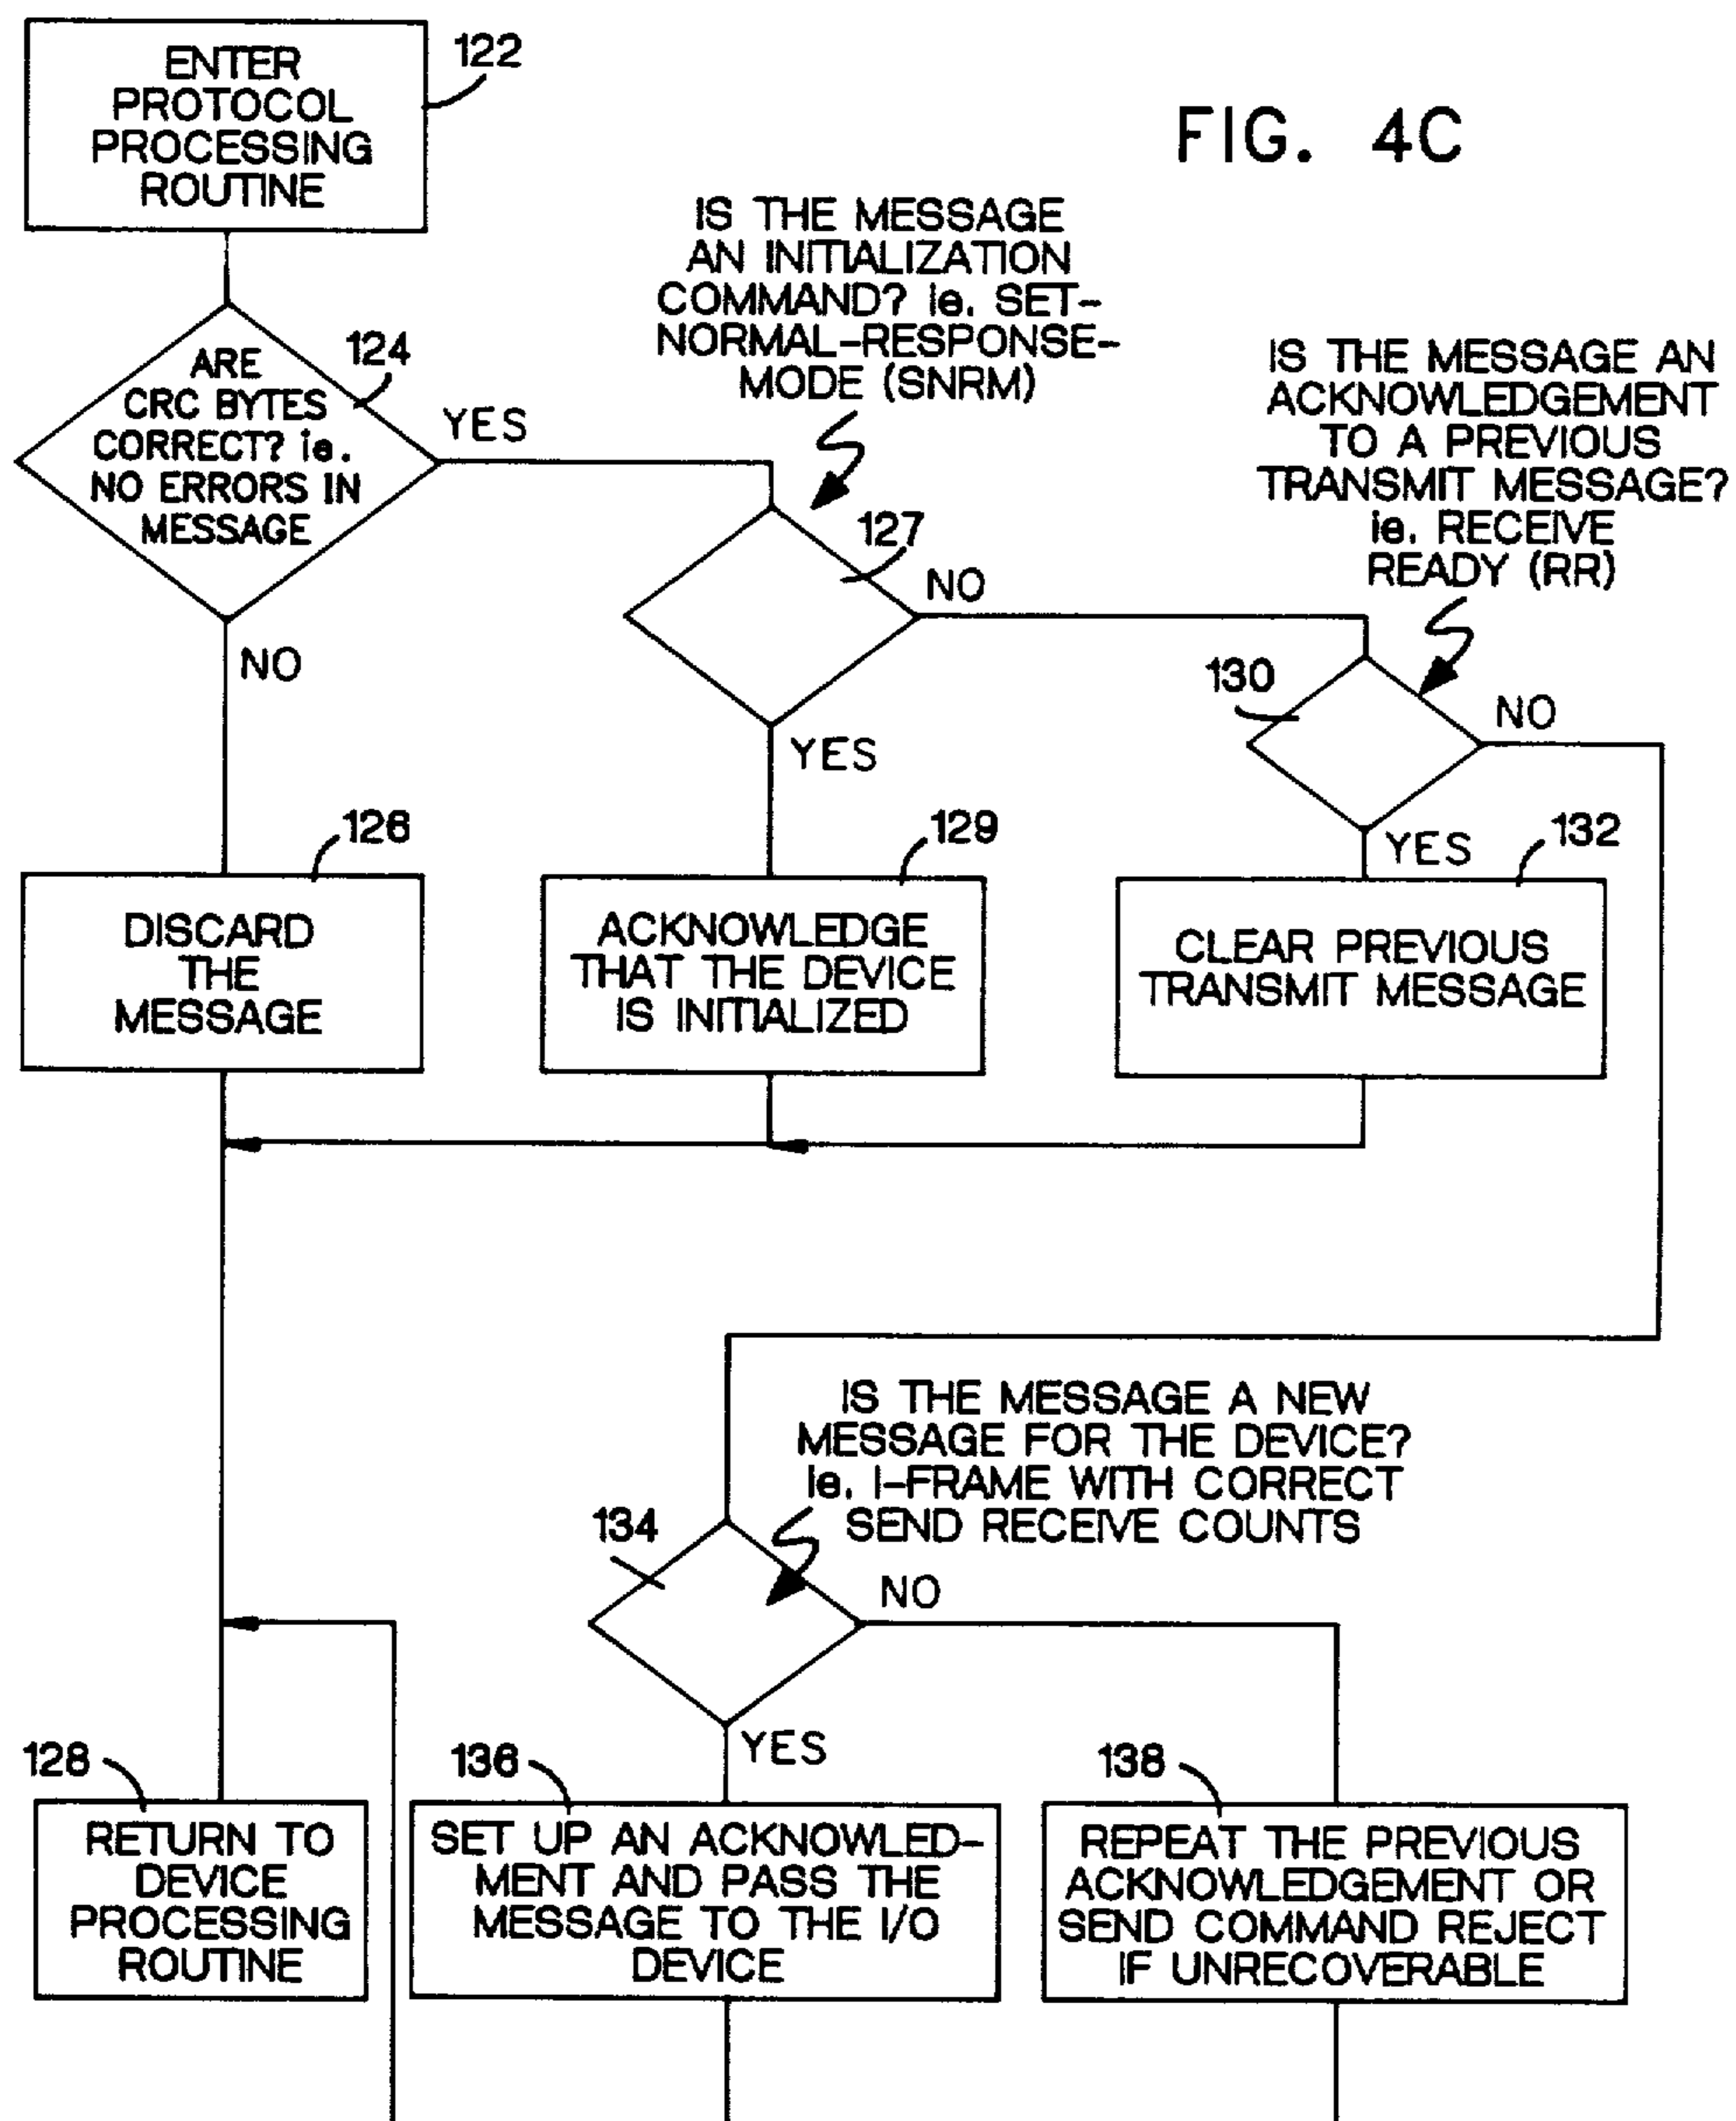 ENTER
PROTOCOL
PROCESSING
ROUTINE
122
FIG. 4C
ARE
CRC BYTES
CORRECT? ie.
NO ERRORS IN
MESSAGE
124
YES
NO
IS THE MESSAGE
AN INITIALIZATION
COMMAND? ie. SET-
NORMAL-RESPONSE-
MODE (SNRM)
127
NO
YES
IS THE MESSAGE AN
ACKNOWLEDGEMENT
TO A PREVIOUS
TRANSMIT MESSAGE?
ie. RECEIVE
READY (RR)
130
NO
YES
126
DISCARD
THE
MESSAGE
129
ACKNOWLEDGE
THAT THE DEVICE
IS INITIALIZED
132
CLEAR PREVIOUS
TRANSMIT MESSAGE
IS THE MESSAGE A NEW
MESSAGE FOR THE DEVICE?
ie. I-FRAME WITH CORRECT
SEND RECEIVE COUNTS
134
NO
YES
128
RETURN TO
DEVICE
PROCESSING
ROUTINE
136
SET UP AN ACKNOWLED-
MENT AND PASS THE
MESSAGE TO THE I/O
DEVICE
138
REPEAT THE PREVIOUS
ACKNOWLEDGEMENT OR
SEND COMMAND REJECT
IF UNRECOVERABLE